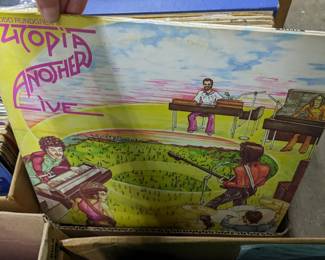 TODD RUNDGREN'S
UTOPIA
ANOTHER
LIVE